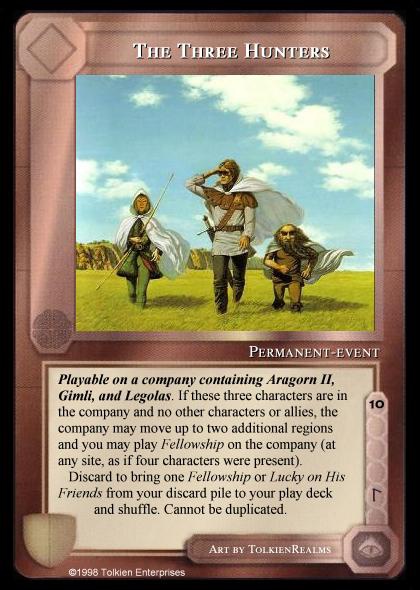 The Three Hunters
Permanent-event
Playable on a company containing Aragorn II,
Gimli, and Legolas. If these three characters are in
the company and no other characters or allies, the
company may move up to two additional regions
and you may play Fellowship on the company (at
any site, as if four characters were present).
Discard to bring one Fellowship or Lucky on His
Friends from your discard pile to your play deck
and shuffle. Cannot be duplicated.
10
Art by TolkienRealms
©1998 Tolkien Enterprises